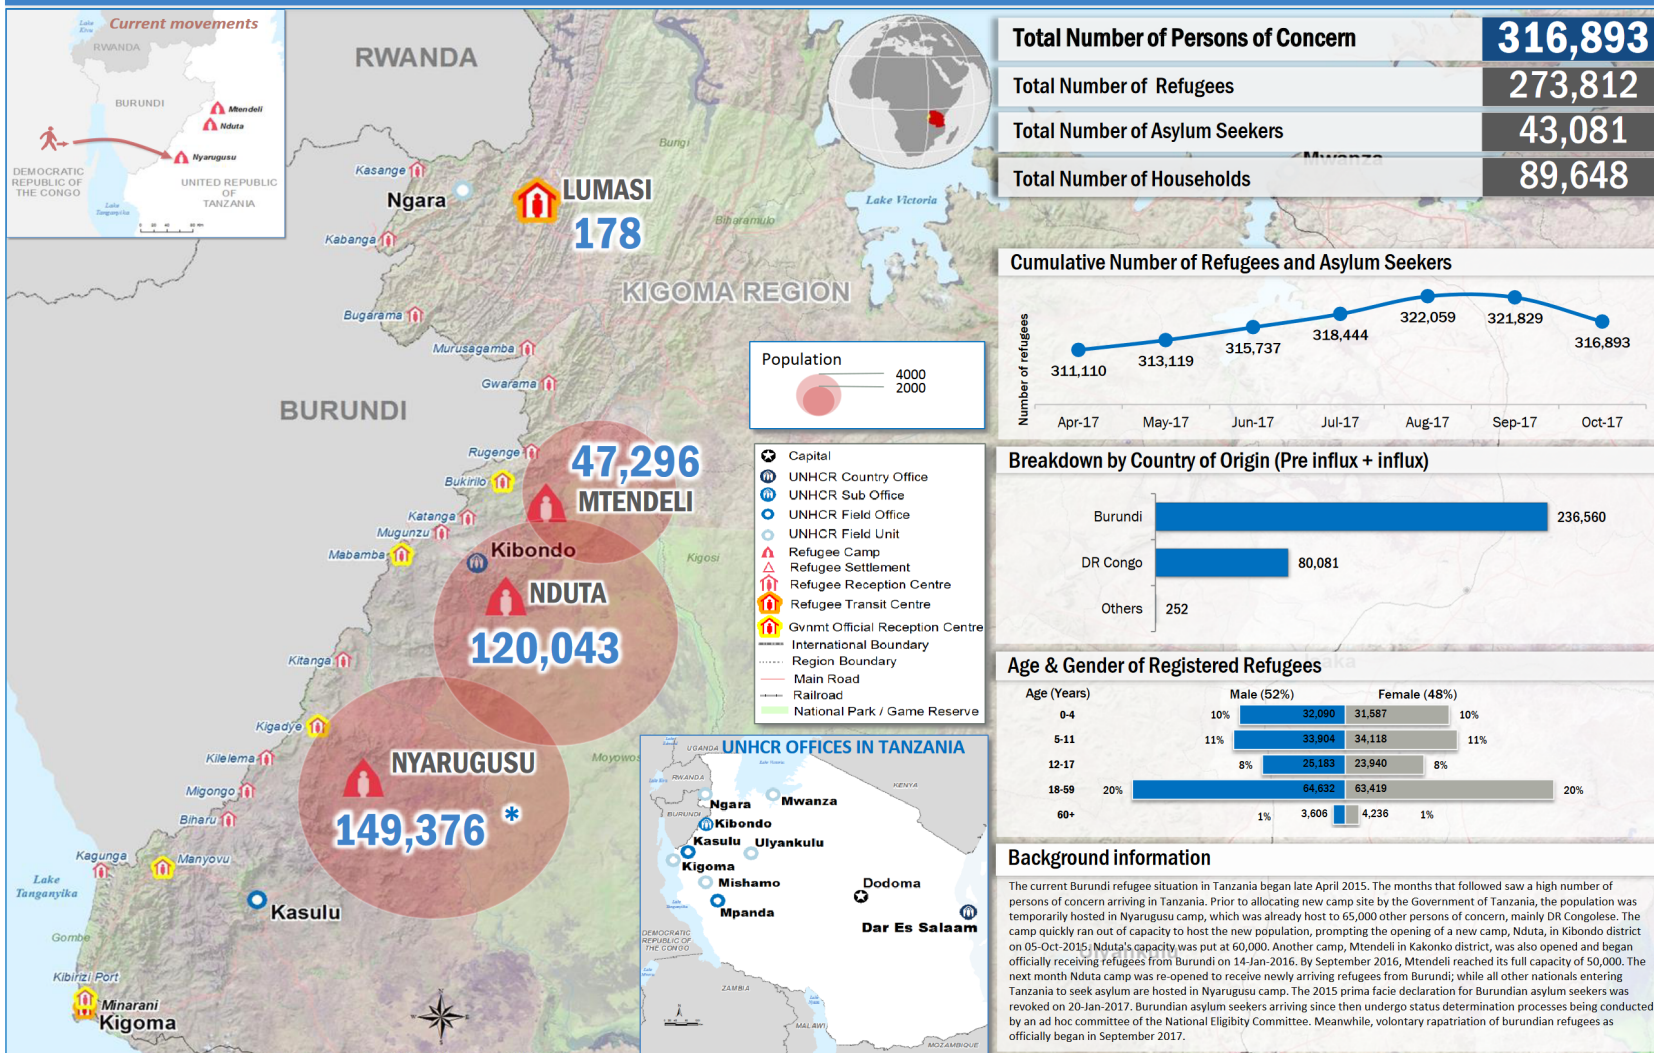 Current movements
Lake
Kivu
RWANDA
BURUNDI
Mtendeli
Nduta
Nyarugusu
DEMOCRATIC
REPUBLIC OF
THE CONGO
UNITED REPUBLIC
OF
TANZANIA
Lake
Tanganyika
RWANDA
Kasange
Ngara
LUMASI
178
Kabanga
Burigi
Biharamulo
Lake Victoria
KIGOMA REGION
Bugarama
Murusagamba
Gwarama
BURUNDI
Rugenge
47,296
MTENDELI
Bukirilo
Katanga
Mugunzu
Mabamba
Kibondo
Kigosi
NDUTA
120,043
Kitanga
Kigadye
Moyowosi
NYARUGUSU
149,376 *
Kilelema
Migongo
Biharu
Kagunga
Manyovu
Lake
Tanganyika
Kasulu
Gombe
Kibirizi Port
Minarani
Kigoma
Population
4000
2000
Capital
UNHCR Country Office
UNHCR Sub Office
UNHCR Field Office
UNHCR Field Unit
Refugee Camp
Refugee Settlement
Refugee Reception Centre
Refugee Transit Centre
Gvnmt Official Reception Centre
International Boundary
Region Boundary
Main Road
Railroad
National Park / Game Reserve
UNHCR OFFICES IN TANZANIA
UGANDA
RWANDA
KENYA
BURUNDI
Ngara
Mwanza
Kibondo
Kasulu
Ulyankulu
Kigoma
Mishamo
Mpanda
Dodoma
Dar Es Salaam
DEMOCRATIC
REPUBLIC OF
THE CONGO
ZAMBIA
MALAWI
MOZAMBIQUE
Total Number of Persons of Concern 316,893
Total Number of Refugees 273,812
Total Number of Asylum Seekers 43,081
Mwanza
Total Number of Households 89,648
Cumulative Number of Refugees and Asylum Seekers
Number of refugees
311,110 313,119 315,737 318,444 322,059 321,829 316,893
Apr-17 May-17 Jun-17 Jul-17 Aug-17 Sep-17 Oct-17
Breakdown by Country of Origin (Pre influx + influx)
Burundi 236,560
DR Congo 80,081
Others 252
Age & Gender of Registered Refugees
Age (Years) Male (52%) Female (48%)
0-4 10% 32,090 31,587 10%
5-11 11% 33,904 34,118 11%
12-17 8% 25,183 23,940 8%
18-59 20% 64,632 63,419 20%
60+ 1% 3,606 4,236 1%
Background information
The current Burundi refugee situation in Tanzania began late April 2015. The months that followed saw a high number of
persons of concern arriving in Tanzania. Prior to allocating new camp site by the Government of Tanzania, the population was
temporarily hosted in Nyarugusu camp, which was already host to 65,000 other persons of concern, mainly DR Congolese. The
camp quickly ran out of capacity to host the new population, prompting the opening of a new camp, Nduta, in Kibondo district
on 05-Oct-2015. Nduta's capacity was put at 60,000. Another camp, Mtendeli in Kakonko district, was also opened and began
officially receiving refugees from Burundi on 14-Jan-2016. By September 2016, Mtendeli reached its full capacity of 50,000. The
next month Nduta camp was re-opened to receive newly arriving refugees from Burundi; while all other nationals entering
Tanzania to seek asylum are hosted in Nyarugusu camp. The 2015 prima facie declaration for Burundian asylum seekers was
revoked on 20-Jan-2017. Burundian asylum seekers arriving since then undergo status determination processes being conducted
by an ad hoc committee of the National Eligibity Committee. Meanwhile, volontary rapatriation of burundian refugees as
officially began in September 2017.